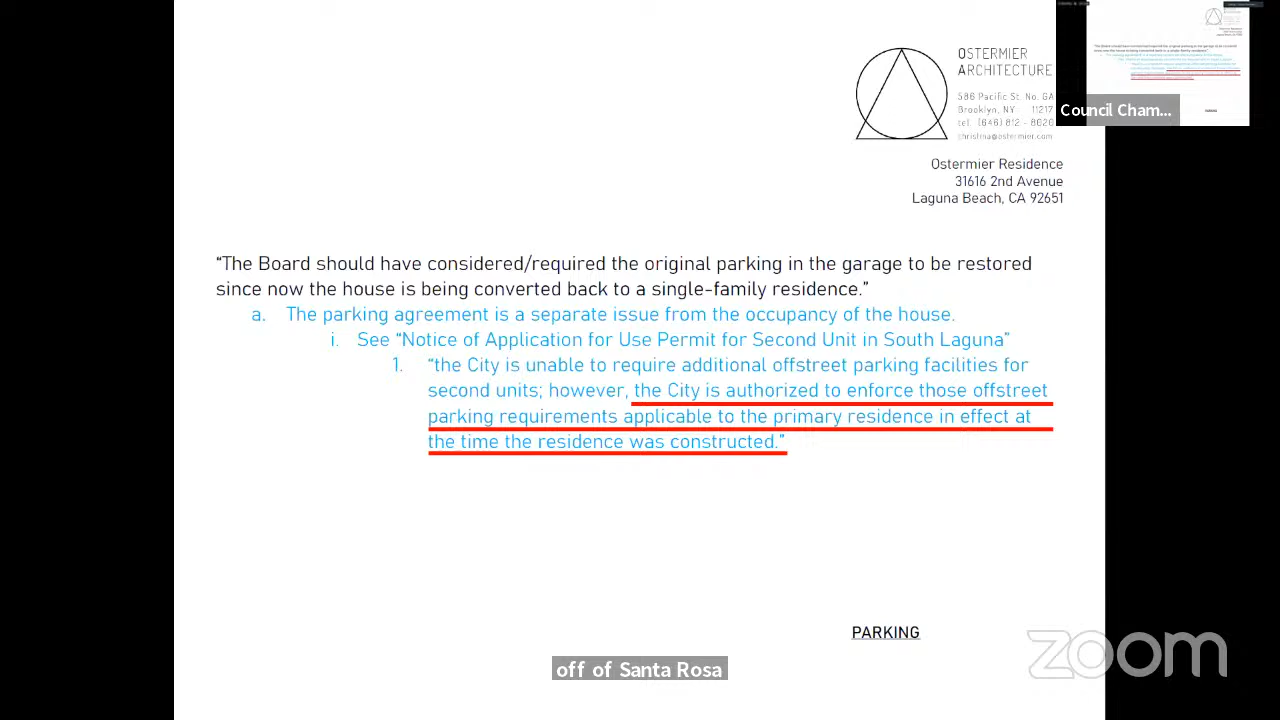 OSTERMIER
ARCHITECTURE
586 Pacific St. No. GA
Brooklyn, NY 11217
tel. (646) 812 - 8020
christina@ostermier.com
Council Cham...
Ostermier Residence
31616 2nd Avenue
Laguna Beach, CA 92651
“The Board should have considered/required the original parking in the garage to be restored
since now the house is being converted back to a single-family residence.”
a. The parking agreement is a separate issue from the occupancy of the house.
i. See “Notice of Application for Use Permit for Second Unit in South Laguna”
1. “the City is unable to require additional offstreet parking facilities for
second units; however, the City is authorized to enforce those offstreet
parking requirements applicable to the primary residence in effect at
the time the residence was constructed.”
PARKING
zoom
off of Santa Rosa